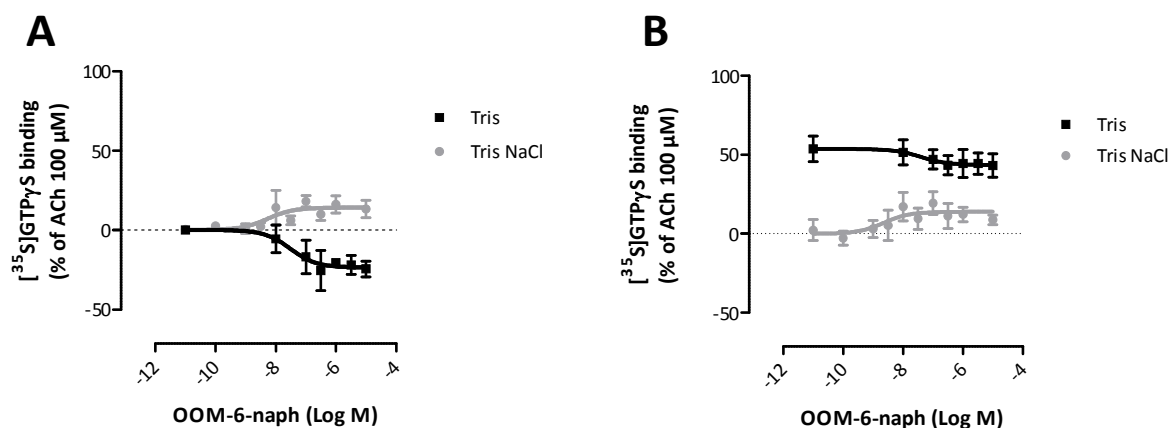 A
[³⁵S]GTPγS binding
(% of ACh 100 µM)
100
50
0
-50
-12
-10
-8
-6
-4
OOM-6-naph (Log M)
Tris
Tris NaCl
B
[³⁵S]GTPγS binding
(% of ACh 100 µM)
100
50
0
-50
-12
-10
-8
-6
-4
OOM-6-naph (Log M)
Tris
Tris NaCl